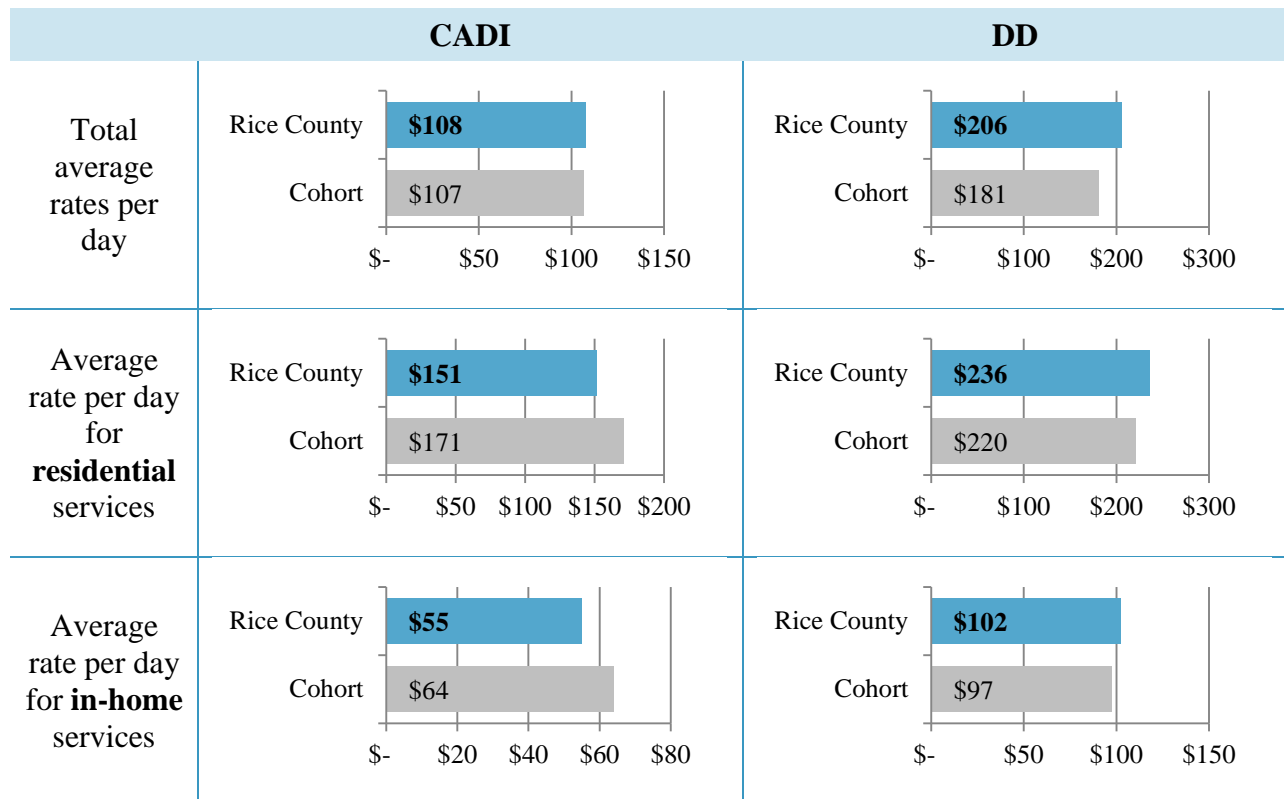 CADI
DD
Total
average
rates per
day
Rice County
$108
Cohort
$107
$- $50 $100 $150
Rice County
$206
Cohort
$181
$- $100 $200 $300
Average
rate per day
for
residential
services
Rice County
$151
Cohort
$171
$- $50 $100 $150 $200
Rice County
$236
Cohort
$220
$- $100 $200 $300
Average
rate per day
for in-home
services
Rice County
$55
Cohort
$64
$- $20 $40 $60 $80
Rice County
$102
Cohort
$97
$- $50 $100 $150